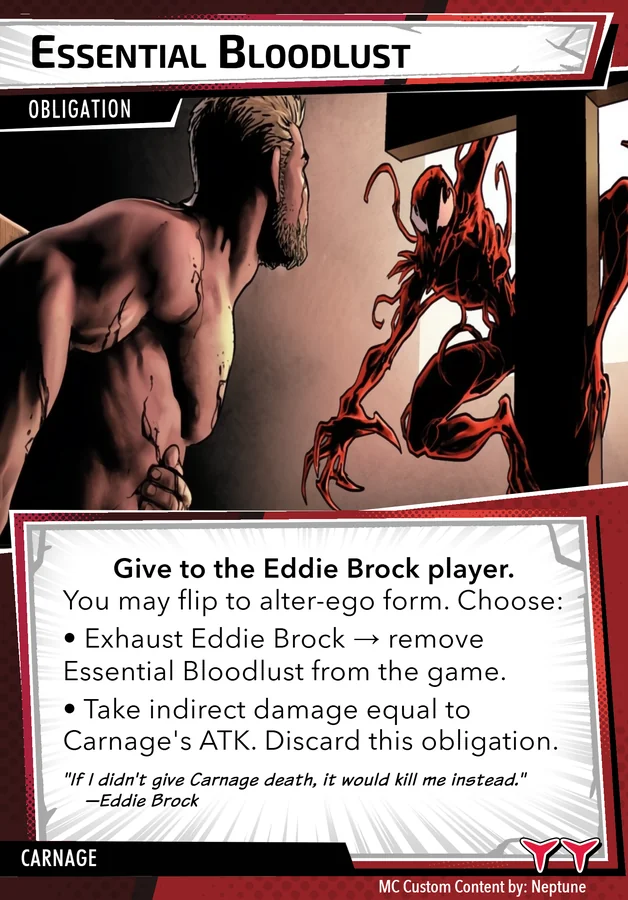 Essential Bloodlust
OBLIGATION
Give to the Eddie Brock player.
You may flip to alter-ego form. Choose:
• Exhaust Eddie Brock → remove
Essential Bloodlust from the game.
• Take indirect damage equal to
Carnage's ATK. Discard this obligation.
"If I didn't give Carnage death, it would kill me instead."
—Eddie Brock
CARNAGE
MC Custom Content by: Neptune